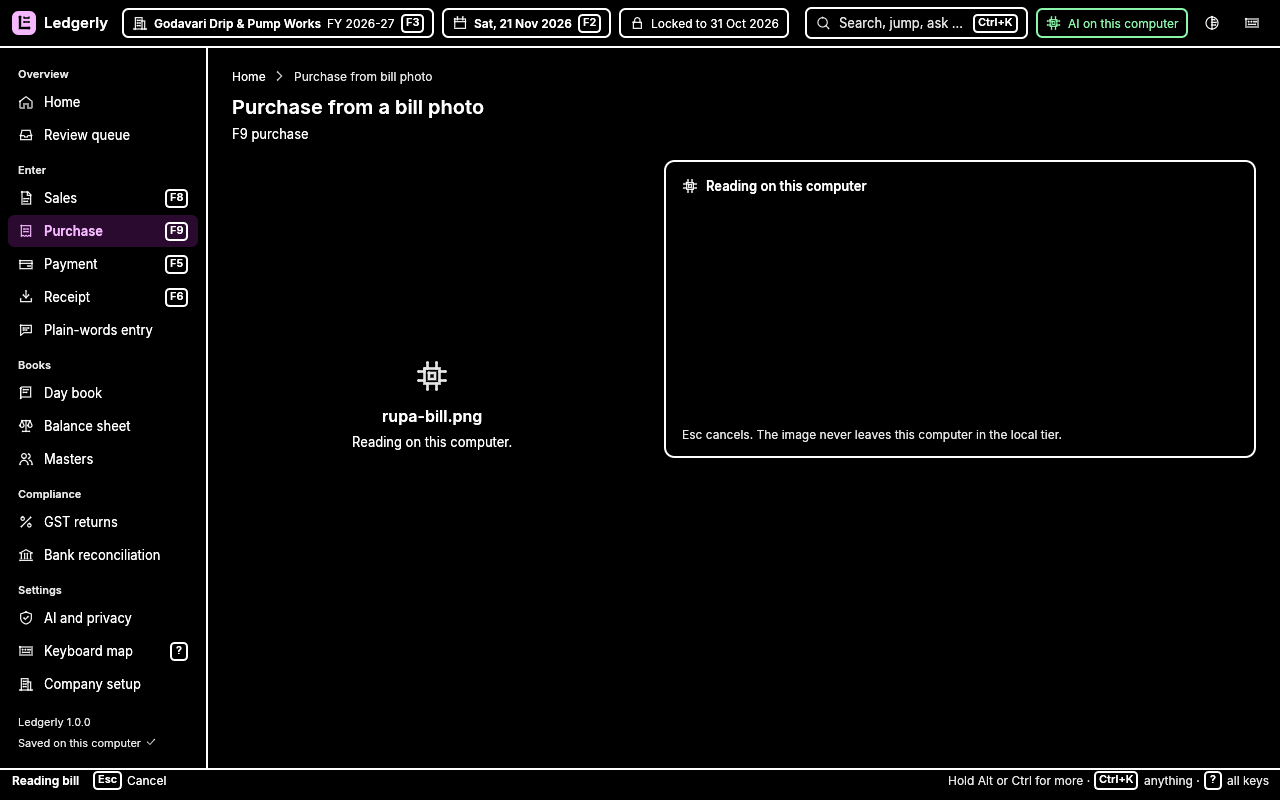 Ledgerly
Godavari Drip & Pump Works FY 2026-27 F3
Sat, 21 Nov 2026 F2
Locked to 31 Oct 2026
Search, jump, ask ... Ctrl+K
AI on this computer
Overview
Home
Review queue
Enter
Sales F8
Purchase F9
Payment F5
Receipt F6
Plain-words entry
Books
Day book
Balance sheet
Masters
Compliance
GST returns
Bank reconciliation
Settings
AI and privacy
Keyboard map ?
Company setup
Ledgerly 1.0.0
Saved on this computer
Home Purchase from bill photo
Purchase from a bill photo
F9 purchase
rupa-bill.png
Reading on this computer.
Reading on this computer
Esc cancels. The image never leaves this computer in the local tier.
Reading bill Esc Cancel
Hold Alt or Ctrl for more · Ctrl+K anything · ? all keys